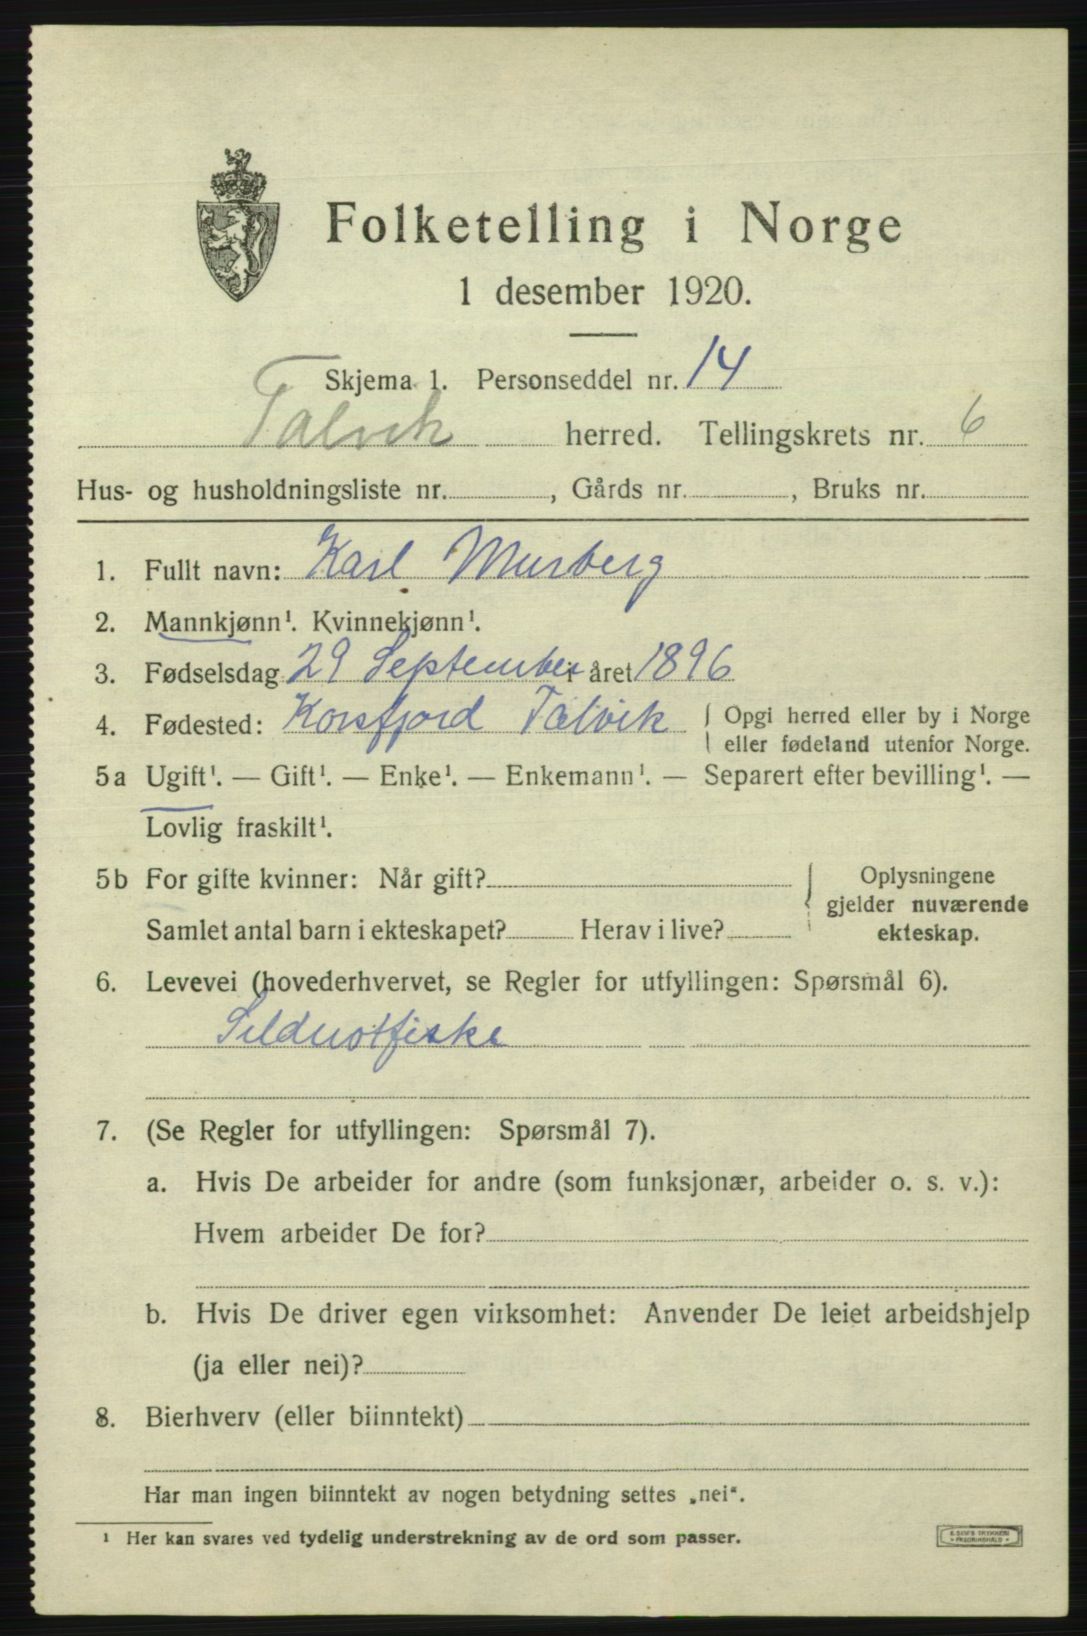 Folketelling i Norge
1 desember 1920.
Skjema 1. Personseddel nr. 14
Talvik herred. Tellingskrets nr. 6
Hus- og husholdningsliste nr. , Gårds nr. , Bruks nr.
1. Fullt navn: Karl Murberg
2. Mannkjønn¹. Kvinnekjønn¹.
3. Fødselsdag 29 September i året 1896
4. Fødested: Korsfjord Talvik { Opgi herred eller by i Norge
eller fødeland utenfor Norge.
5a Ugift¹. — Gift¹. — Enke¹. — Enkemann¹. — Separert efter bevilling¹. —
Lovlig fraskilt¹.
5b For gifte kvinner: Når gift? { Oplysningene
gjelder nuværende
Samlet antal barn i ekteskapet? Herav i live? ekteskap.
6. Levevei (hovederhvervet, se Regler for utfyllingen: Spørsmål 6).
Sildnotfiske
7. (Se Regler for utfyllingen: Spørsmål 7).
a. Hvis De arbeider for andre (som funksjonær, arbeider o. s. v.):
Hvem arbeider De for?
b. Hvis De driver egen virksomhet: Anvender De leiet arbeidshjelp
(ja eller nei)?
8. Bierhverv (eller biinntekt)
Har man ingen biinntekt av nogen betydning settes „nei“.
¹ Her kan svares ved tydelig understrekning av de ord som passer.